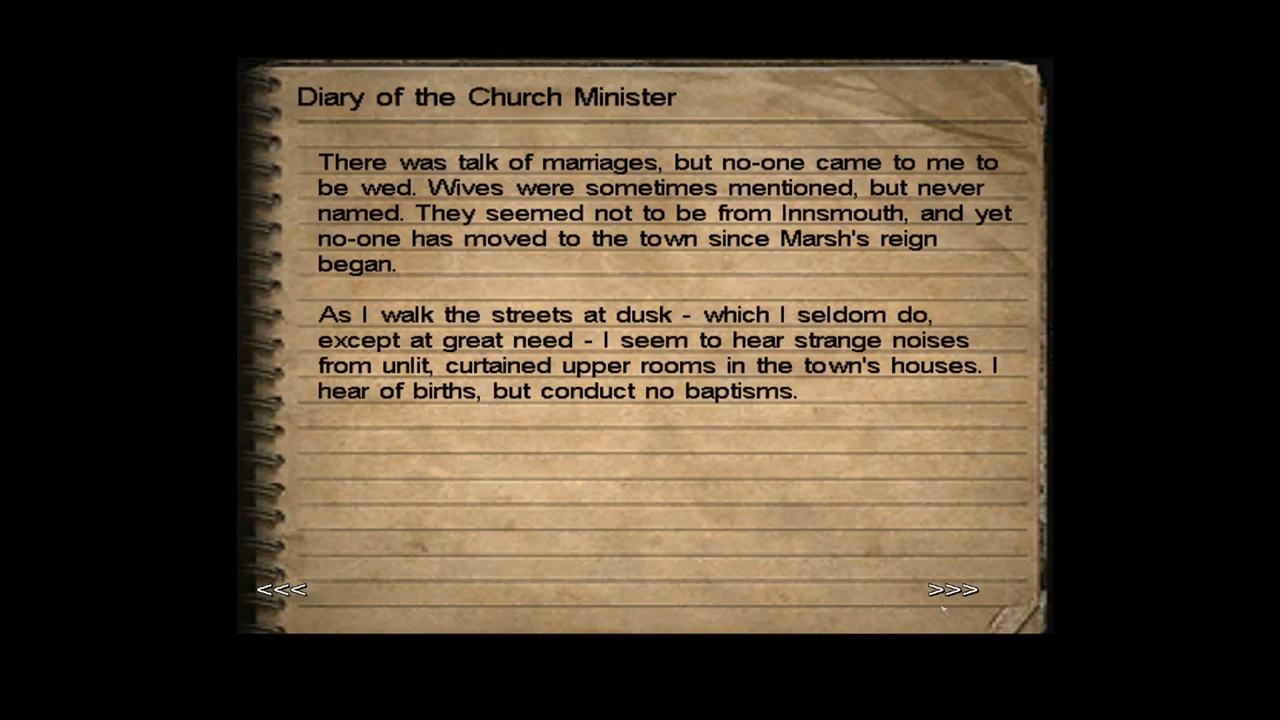 Diary of the Church Minister
There was talk of marriages, but no-one came to me to
be wed. Wives were sometimes mentioned, but never
named. They seemed not to be from Innsmouth, and yet
no-one has moved to the town since Marsh's reign
began.
As I walk the streets at dusk - which I seldom do,
except at great need - I seem to hear strange noises
from unlit, curtained upper rooms in the town's houses. I
hear of births, but conduct no baptisms.
<<< >>>